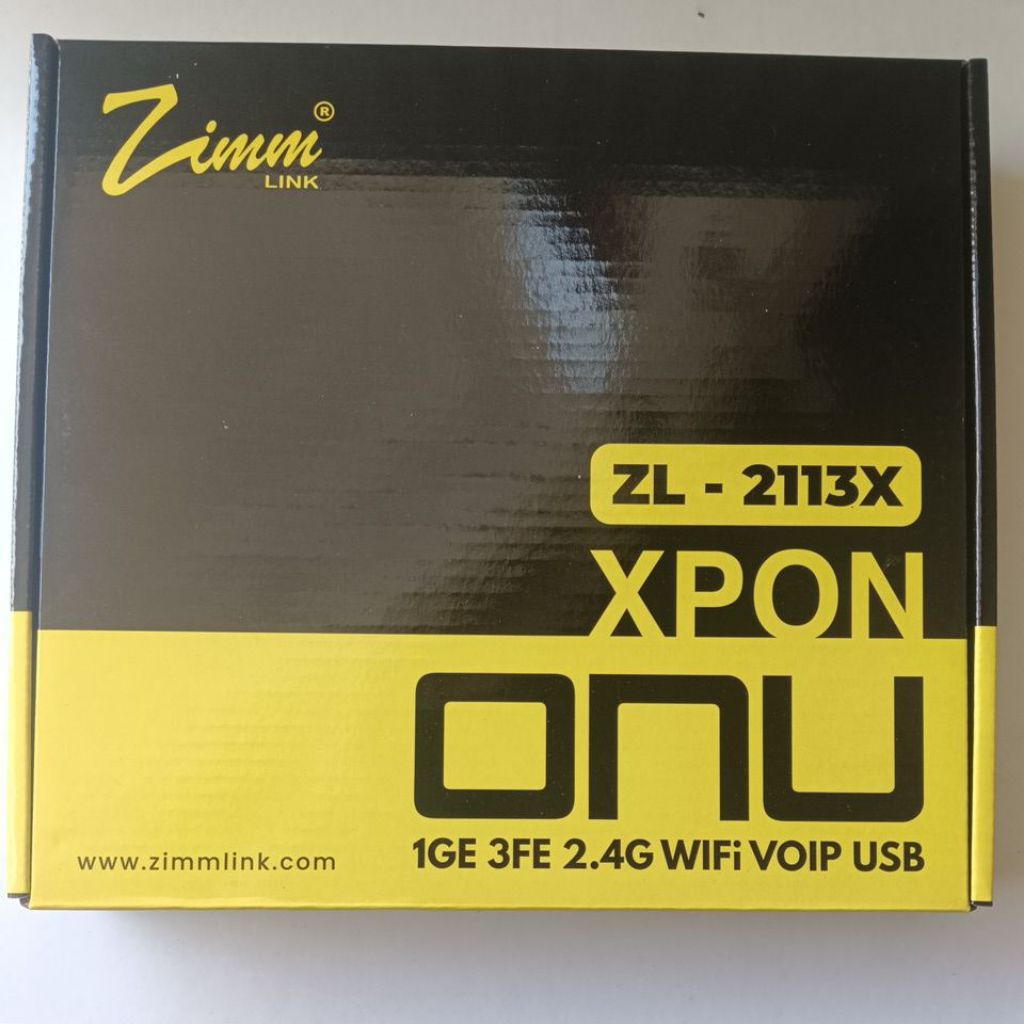 Zimm®
LINK
ZL - 2113X
XPON
ONU
1GE 3FE 2.4G WIFi VOIP USB
www.zimmlink.com